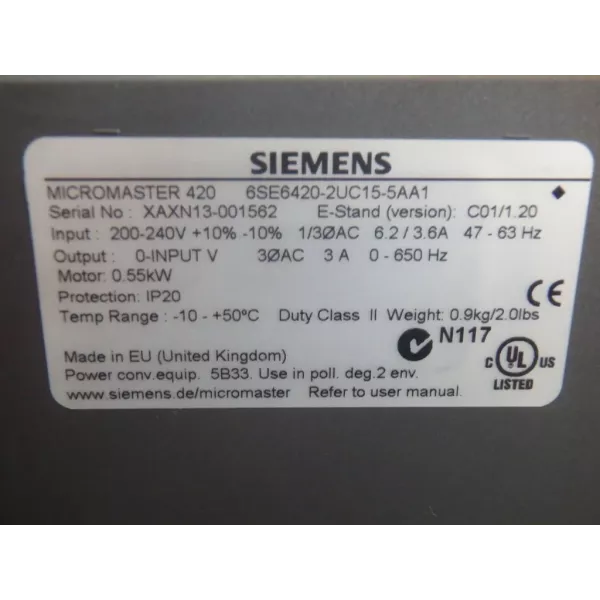 SIEMENS
MICROMASTER 420 6SE6420-2UC15-5AA1
Serial No : XAXN13-001562 E-Stand (version): C01/1.20
Input : 200-240V +10% -10% 1/3ØAC 6.2 / 3.6A 47 - 63 Hz
Output : 0-INPUT V 3ØAC 3 A 0 - 650 Hz
Motor: 0.55kW
Protection: IP20
Temp Range : -10 - +50°C Duty Class II Weight: 0.9kg/2.0lbs
CE
N117
Made in EU (United Kingdom)
C UL US
LISTED
Power conv.equip. 5B33. Use in poll. deg.2 env.
www.siemens.de/micromaster Refer to user manual.